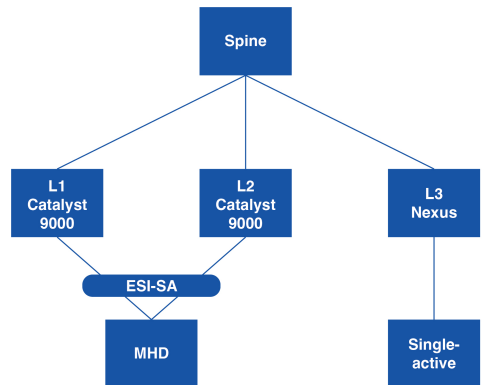 Spine
L1
Catalyst
9000
L2
Catalyst
9000
L3
Nexus
ESI-SA
MHD
Single-
active